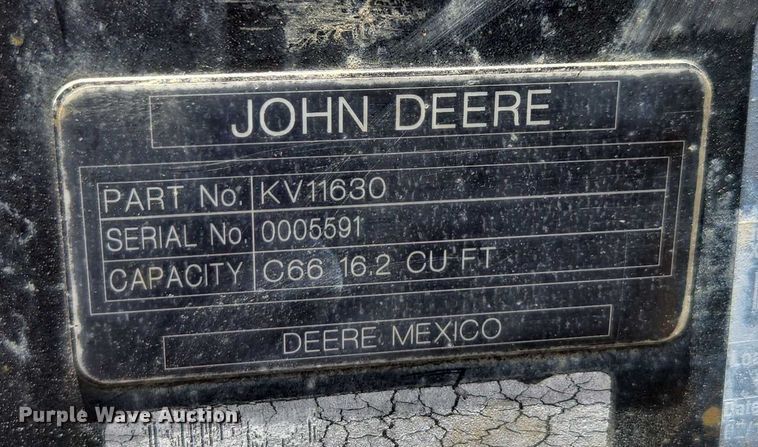 JOHN DEERE
PART No. KV11630
SERIAL No. 0005591
CAPACITY C66 16.2 CU FT
DEERE MEXICO
Purple Wave Auction